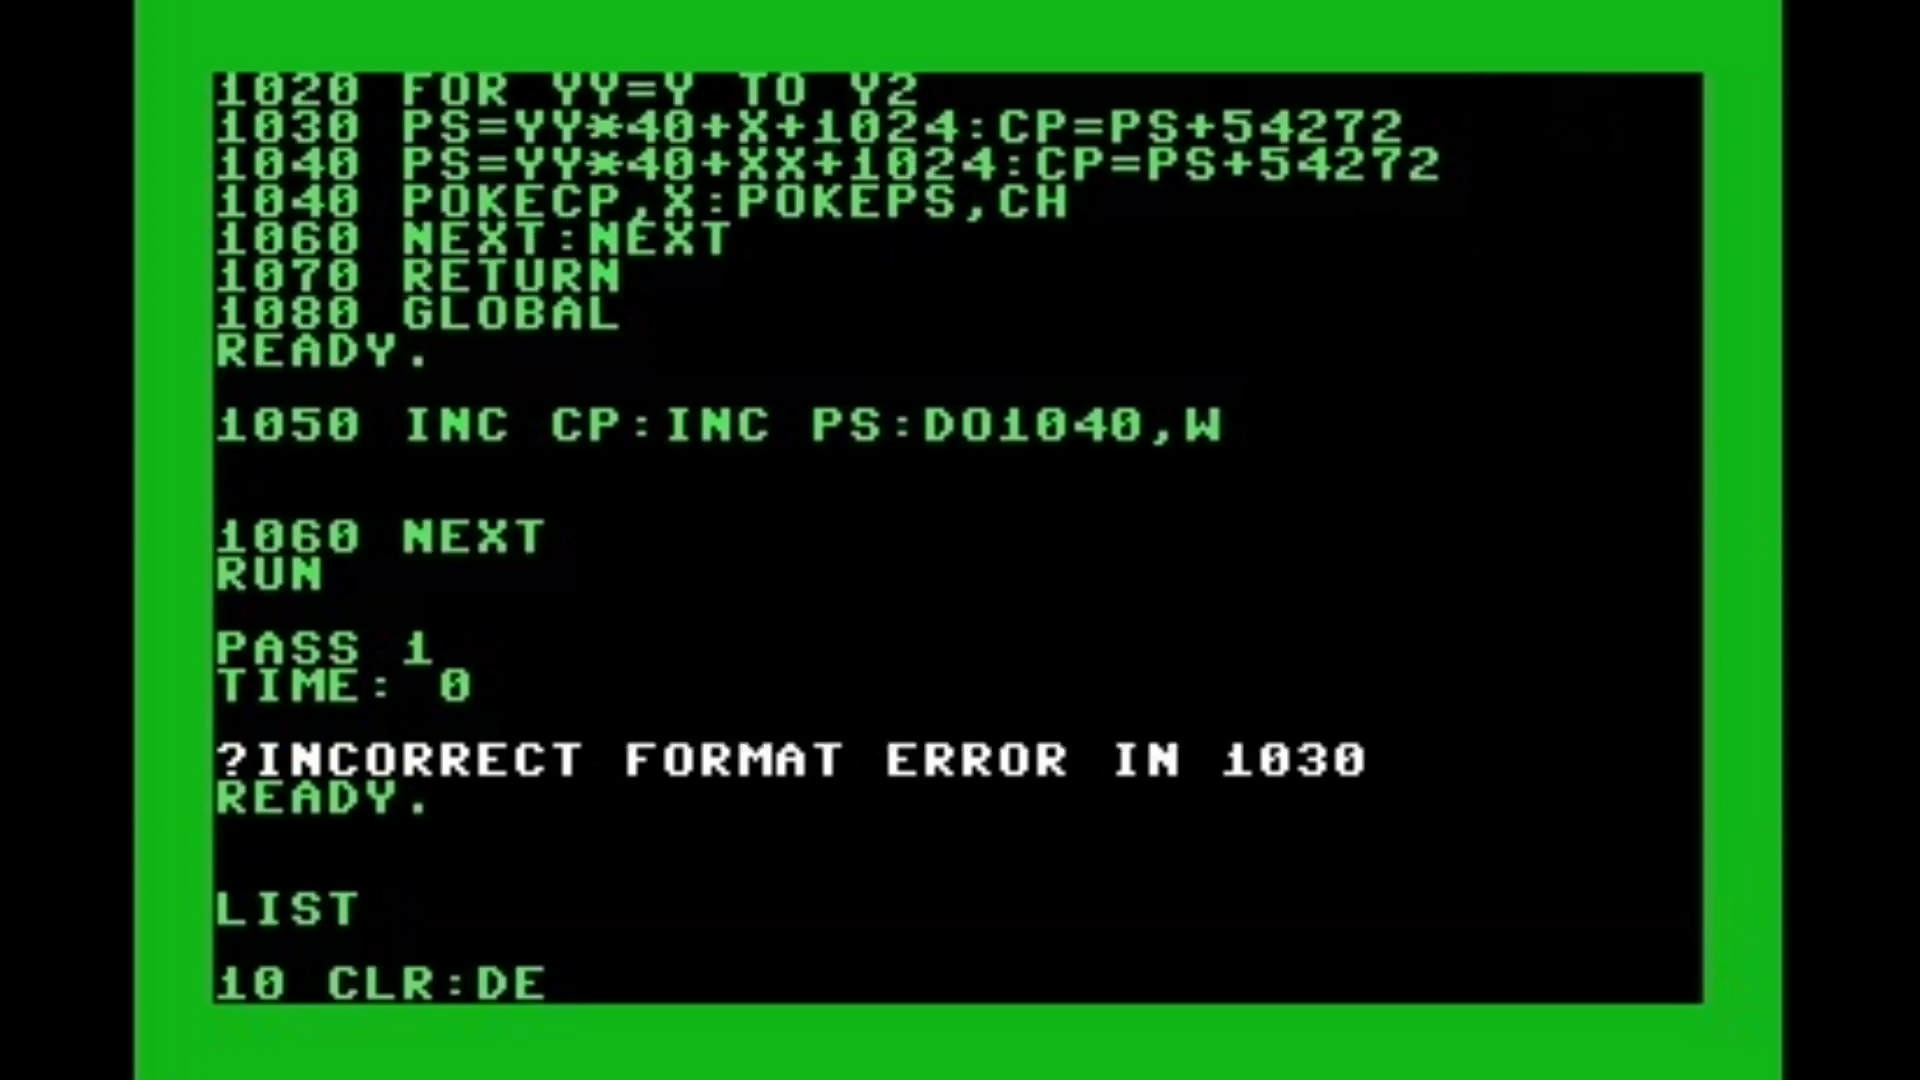 1020 FOR YY=Y TO Y2
1030 PS=YY*40+X+1024:CP=PS+54272
1040 PS=YY*40+XX+1024:CP=PS+54272
1040 POKECP,X:POKEPS,CH
1060 NEXT:NEXT
1070 RETURN
1080 GLOBAL
READY.
1050 INC CP:INC PS:DO1040,W
1060 NEXT
RUN
PASS 1
TIME: 0
?INCORRECT FORMAT ERROR IN 1030
READY.
LIST
10 CLR:DE